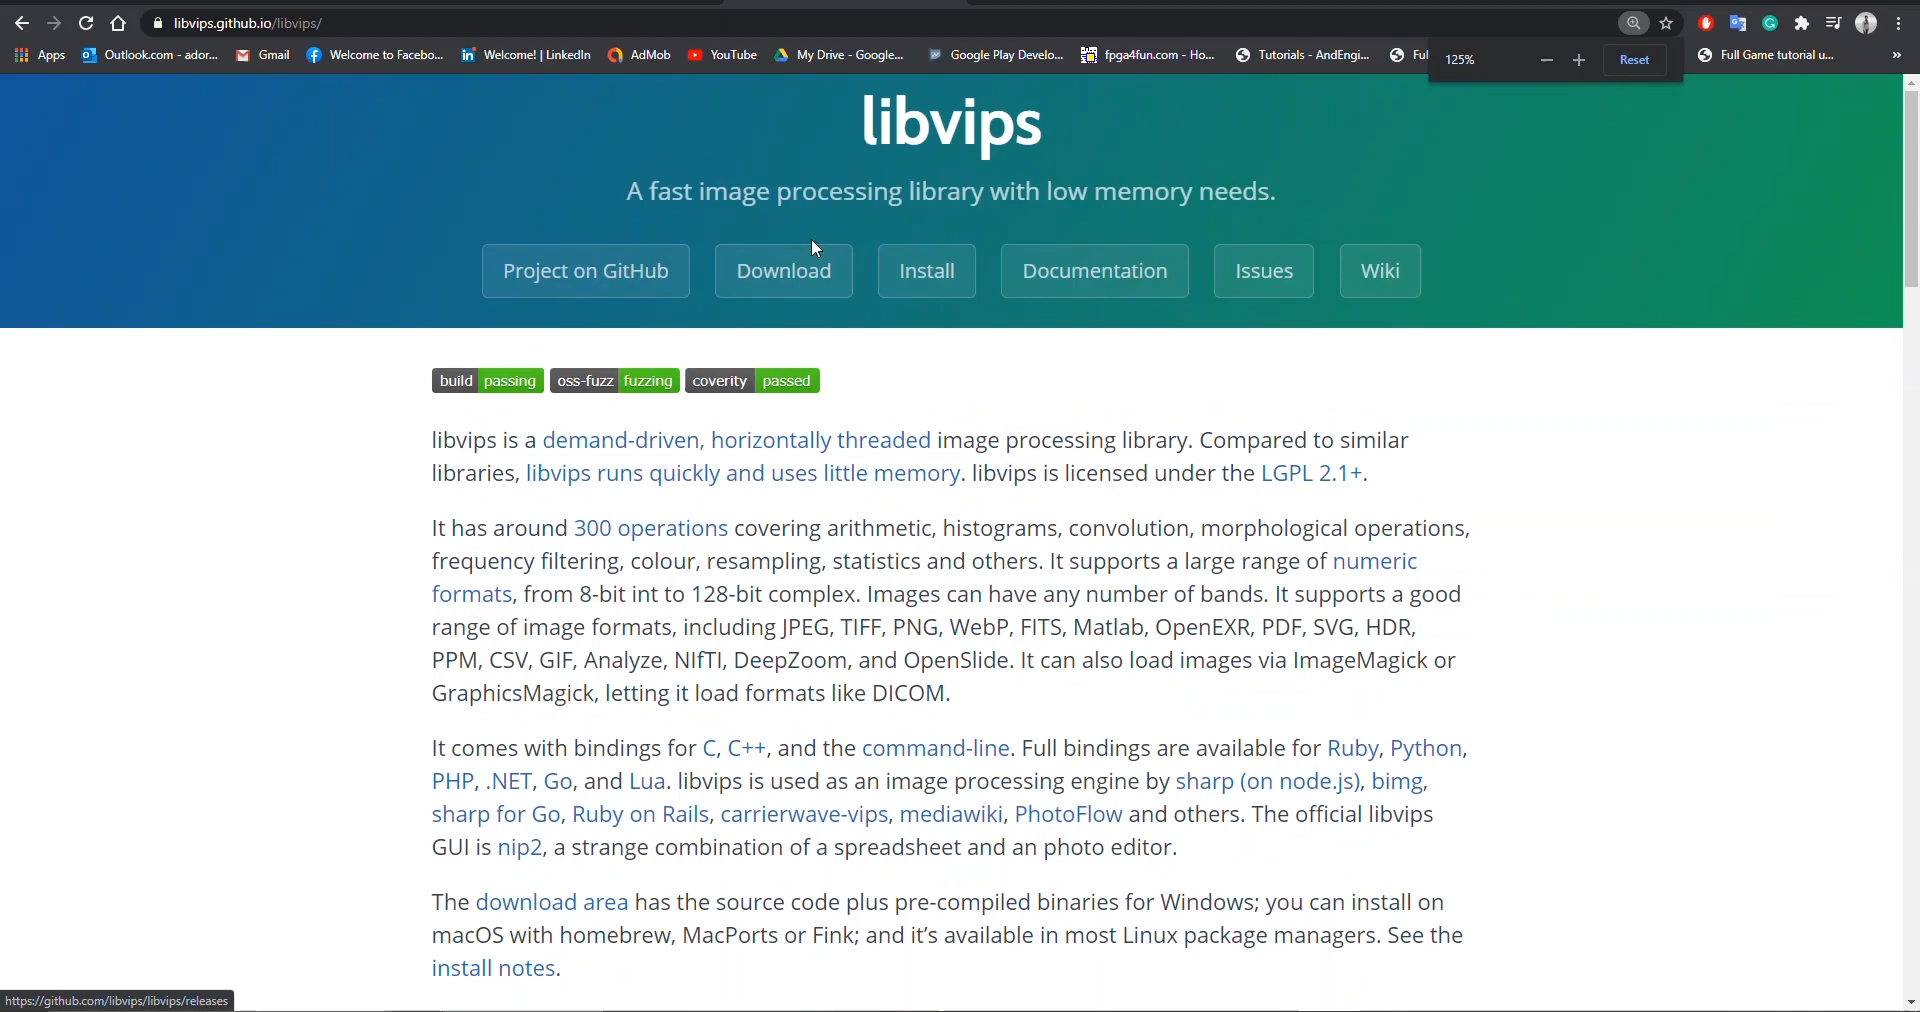 libvips.github.io/libvips/
Apps Outlook.com - ador... Gmail Welcome to Facebo... Welcome! | LinkedIn AdMob YouTube My Drive - Google... Google Play Develo... fpga4fun.com - Ho... Tutorials - AndEngi... Ful 125% Reset Full Game tutorial u... »
libvips
A fast image processing library with low memory needs.
Project on GitHub Download Install Documentation Issues Wiki
build passing oss-fuzz fuzzing coverity passed
libvips is a demand-driven, horizontally threaded image processing library. Compared to similar
libraries, libvips runs quickly and uses little memory. libvips is licensed under the LGPL 2.1+.
It has around 300 operations covering arithmetic, histograms, convolution, morphological operations,
frequency filtering, colour, resampling, statistics and others. It supports a large range of numeric
formats, from 8-bit int to 128-bit complex. Images can have any number of bands. It supports a good
range of image formats, including JPEG, TIFF, PNG, WebP, FITS, Matlab, OpenEXR, PDF, SVG, HDR,
PPM, CSV, GIF, Analyze, NIfTI, DeepZoom, and OpenSlide. It can also load images via ImageMagick or
GraphicsMagick, letting it load formats like DICOM.
It comes with bindings for C, C++, and the command-line. Full bindings are available for Ruby, Python,
PHP, .NET, Go, and Lua. libvips is used as an image processing engine by sharp (on node.js), bimg,
sharp for Go, Ruby on Rails, carrierwave-vips, mediawiki, PhotoFlow and others. The official libvips
GUI is nip2, a strange combination of a spreadsheet and an photo editor.
The download area has the source code plus pre-compiled binaries for Windows; you can install on
macOS with homebrew, MacPorts or Fink; and it’s available in most Linux package managers. See the
install notes.
https://github.com/libvips/libvips/releases